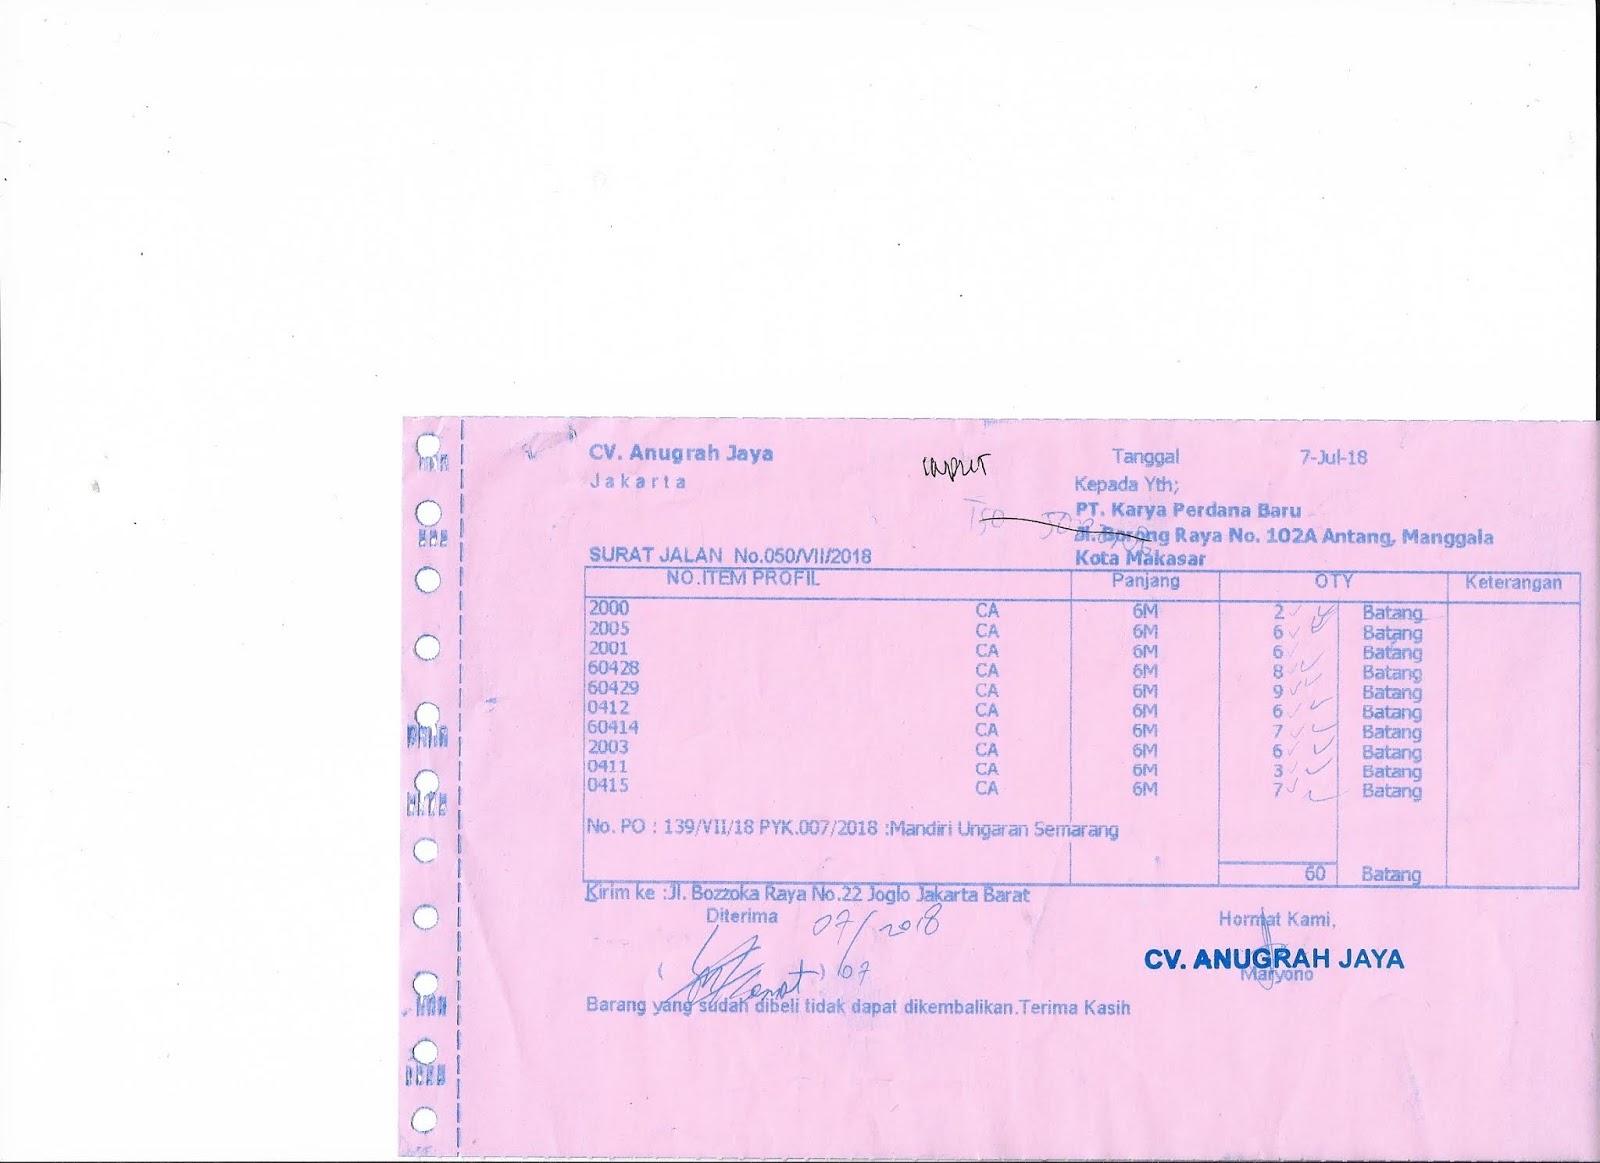 CV. Anugrah Jaya
Jakarta
input
Tanggal 7-Jul-18
Kepada Yth;
PT. Karya Perdana Baru
Jl. Borong Raya No. 102A Antang, Manggala
Kota Makasar
SURAT JALAN No.050/VII/2018
NO.ITEM PROFIL Panjang QTY Keterangan
2000 CA 6M 2 Batang
2005 CA 6M 6 Batang
2001 CA 6M 6 Batang
60428 CA 6M 8 Batang
60429 CA 6M 9 Batang
0412 CA 6M 6 Batang
60414 CA 6M 7 Batang
2003 CA 6M 6 Batang
0411 CA 6M 3 Batang
0415 CA 6M 7 Batang
No. PO : 139/VII/18 PYK.007/2018 :Mandiri Ungaran Semarang
60 Batang
Kirim ke :Jl. Bozzoka Raya No.22 Joglo Jakarta Barat
Diterima 07/2018 Hormat Kami,
07
CV. ANUGRAH JAYA
Maryono
Barang yang sudah dibeli tidak dapat dikembalikan.Terima Kasih